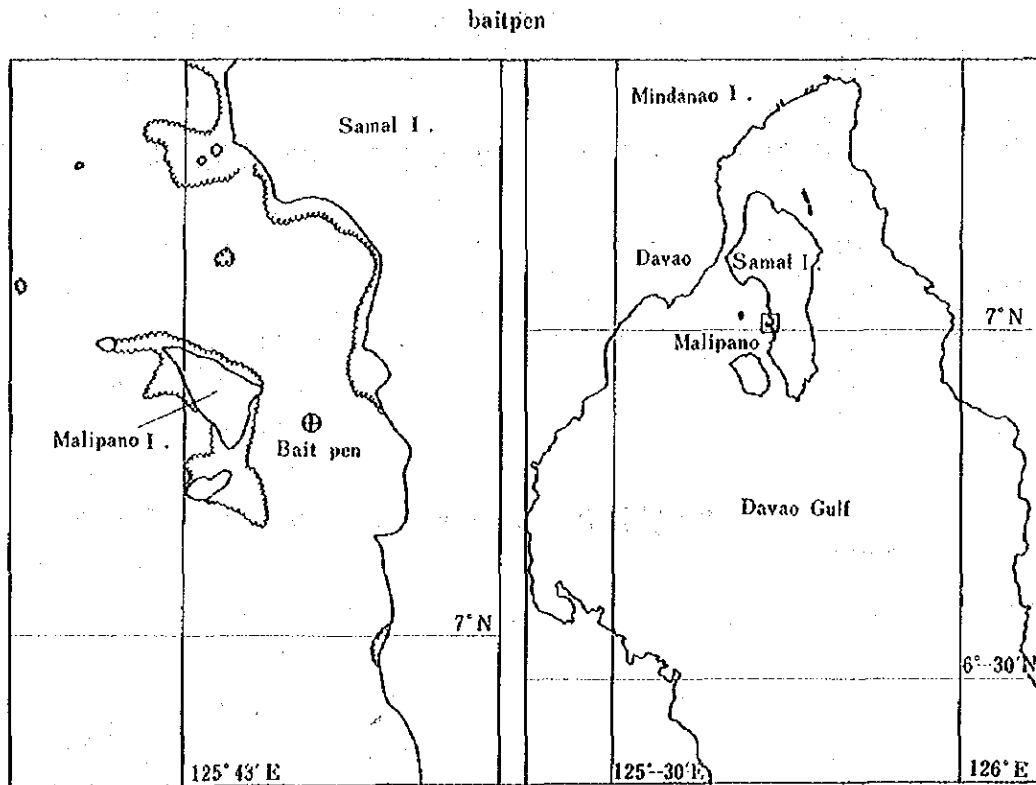 baitpen
Samal I .
Malipano I .
Bait pen
7° N
125° 43′ E
Mindanao I .
Davao
Samal I .
7° N
Malipano
Davao Gulf
6°--30′N
125°--30′E
126° E